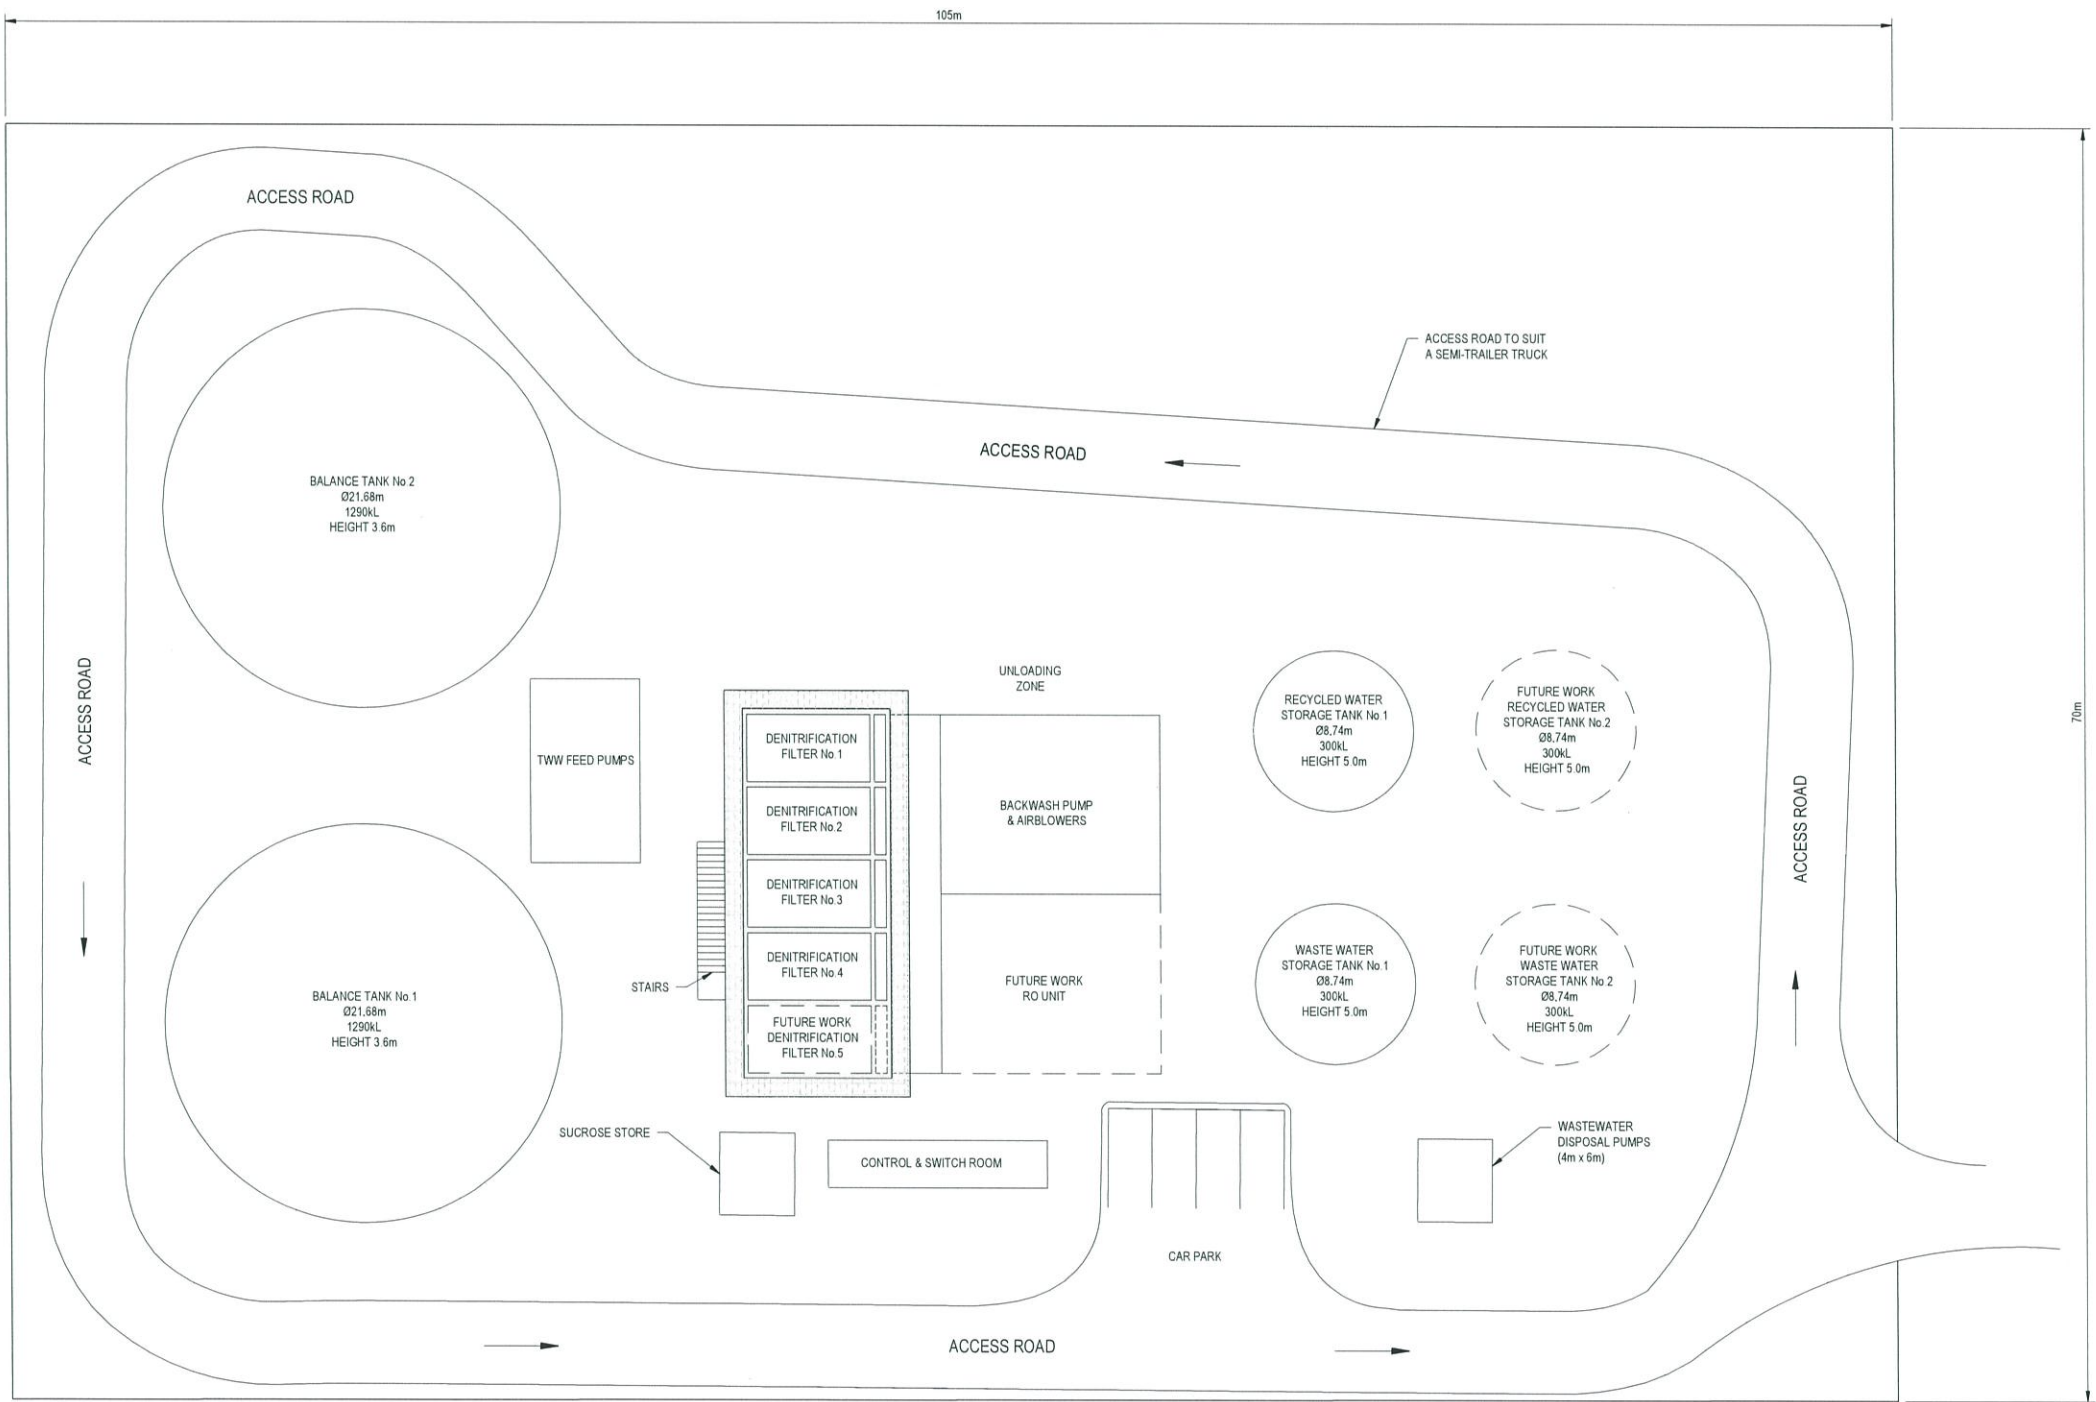 105m
ACCESS ROAD
ACCESS ROAD TO SUIT
A SEMI-TRAILER TRUCK
ACCESS ROAD
BALANCE TANK No.2
Ø21.68m
1290kL
HEIGHT 3.6m
ACCESS ROAD
70m
UNLOADING
ZONE
TWW FEED PUMPS
DENITRIFICATION
FILTER No.1
DENITRIFICATION
FILTER No.2
DENITRIFICATION
FILTER No.3
DENITRIFICATION
FILTER No.4
FUTURE WORK
DENITRIFICATION
FILTER No.5
STAIRS
BACKWASH PUMP
& AIRBLOWERS
FUTURE WORK
RO UNIT
RECYCLED WATER
STORAGE TANK No.1
Ø8.74m
300kL
HEIGHT 5.0m
FUTURE WORK
RECYCLED WATER
STORAGE TANK No.2
Ø8.74m
300kL
HEIGHT 5.0m
ACCESS ROAD
WASTE WATER
STORAGE TANK No.1
Ø8.74m
300kL
HEIGHT 5.0m
FUTURE WORK
WASTE WATER
STORAGE TANK No.2
Ø8.74m
300kL
HEIGHT 5.0m
BALANCE TANK No.1
Ø21.68m
1290kL
HEIGHT 3.6m
SUCROSE STORE
CONTROL & SWITCH ROOM
WASTEWATER
DISPOSAL PUMPS
(4m x 6m)
CAR PARK
ACCESS ROAD